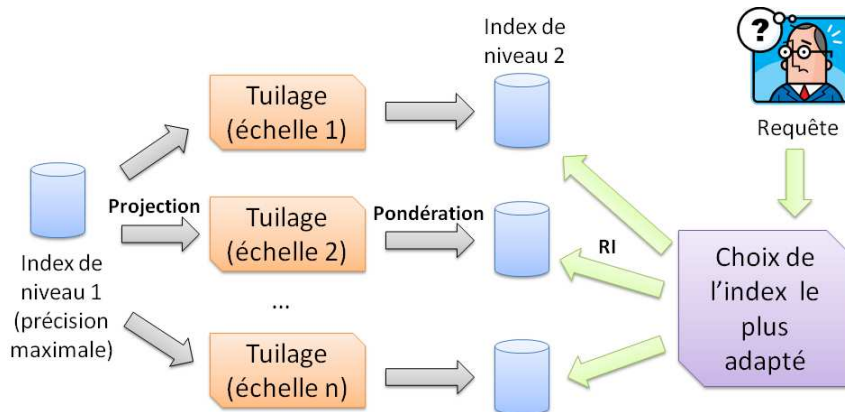 Index de
niveau 2
?
Tuilage
(échelle 1)
Requête
Projection
Tuilage
(échelle 2)
Pondération
RI
Index de
niveau 1
(précision
maximale)
...
Tuilage
(échelle n)
Choix de
l'index le
plus
adapté